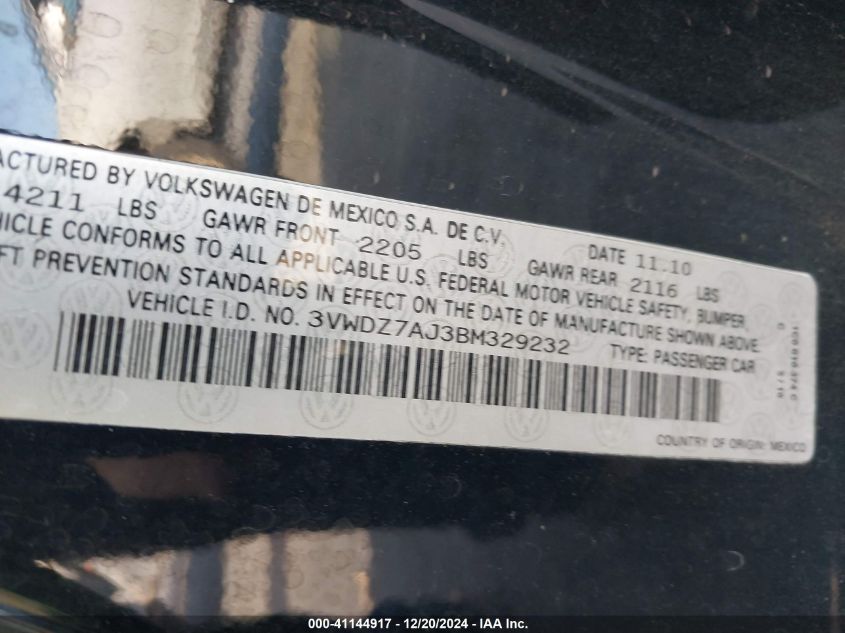 ACTURED BY VOLKSWAGEN DE MEXICO S.A. DE C.V. DATE 11.10
4211 LBS GAWR FRONT 2205 LBS GAWR REAR 2116 LBS
HICLE CONFORMS TO ALL APPLICABLE U.S. FEDERAL MOTOR VEHICLE SAFETY, BUMPER,
FT PREVENTION STANDARDS IN EFFECT ON THE DATE OF MANUFACTURE SHOWN ABOVE.
VEHICLE I.D. NO. 3VWDZ7AJ3BM329232 TYPE: PASSENGER CAR
COUNTRY OF ORIGIN: MEXICO
000-41144917 - 12/20/2024 - IAA Inc.